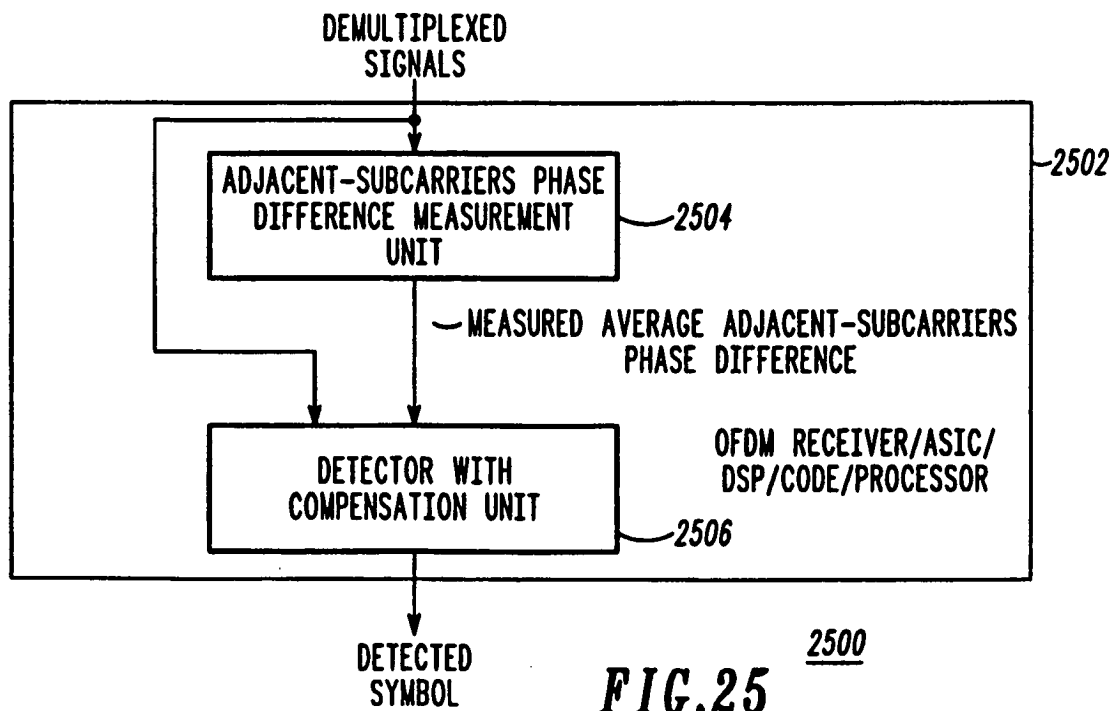 DEMULTIPLEXED
SIGNALS
2502
ADJACENT-SUBCARRIERS PHASE
DIFFERENCE MEASUREMENT
UNIT
2504
MEASURED AVERAGE ADJACENT-SUBCARRIERS
PHASE DIFFERENCE
OFDM RECEIVER/ASIC/
DSP/CODE/PROCESSOR
DETECTOR WITH
COMPENSATION UNIT
2506
DETECTED
SYMBOL
2500
FIG.25